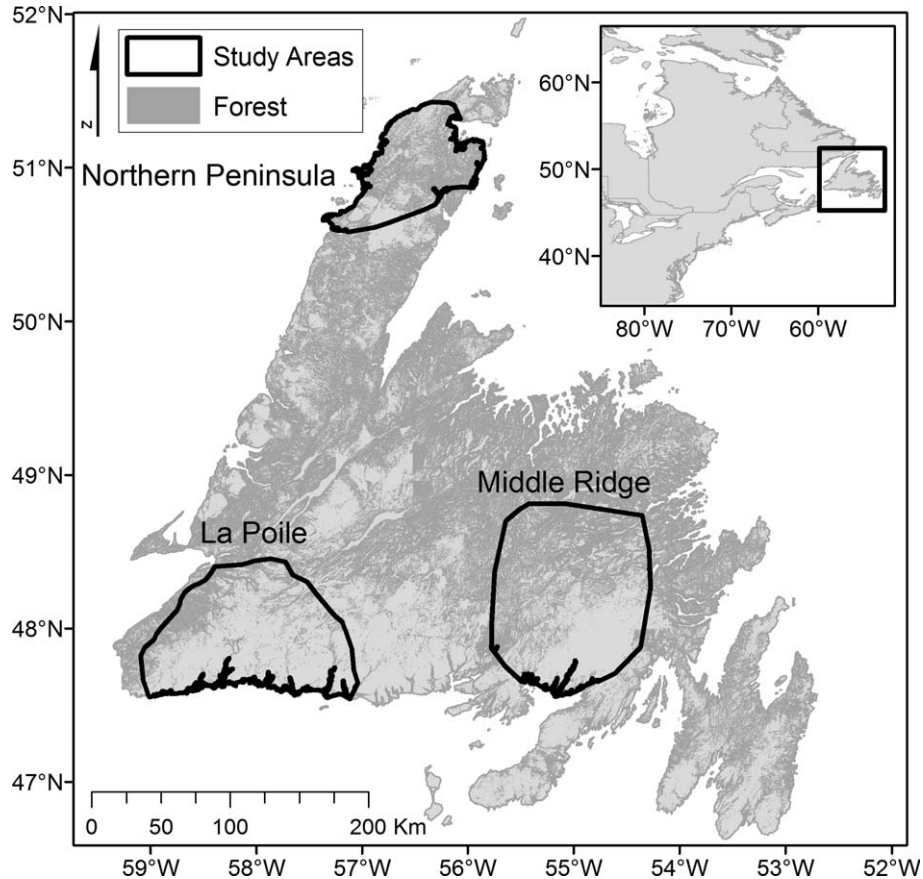 52°N
51°N
50°N
49°N
48°N
47°N
N
Study Areas
Forest
Northern Peninsula
60°N
50°N
40°N
80°W 70°W 60°W
Middle Ridge
La Poile
0 50 100 200 Km
59°W 58°W 57°W 56°W 55°W 54°W 53°W 52°W